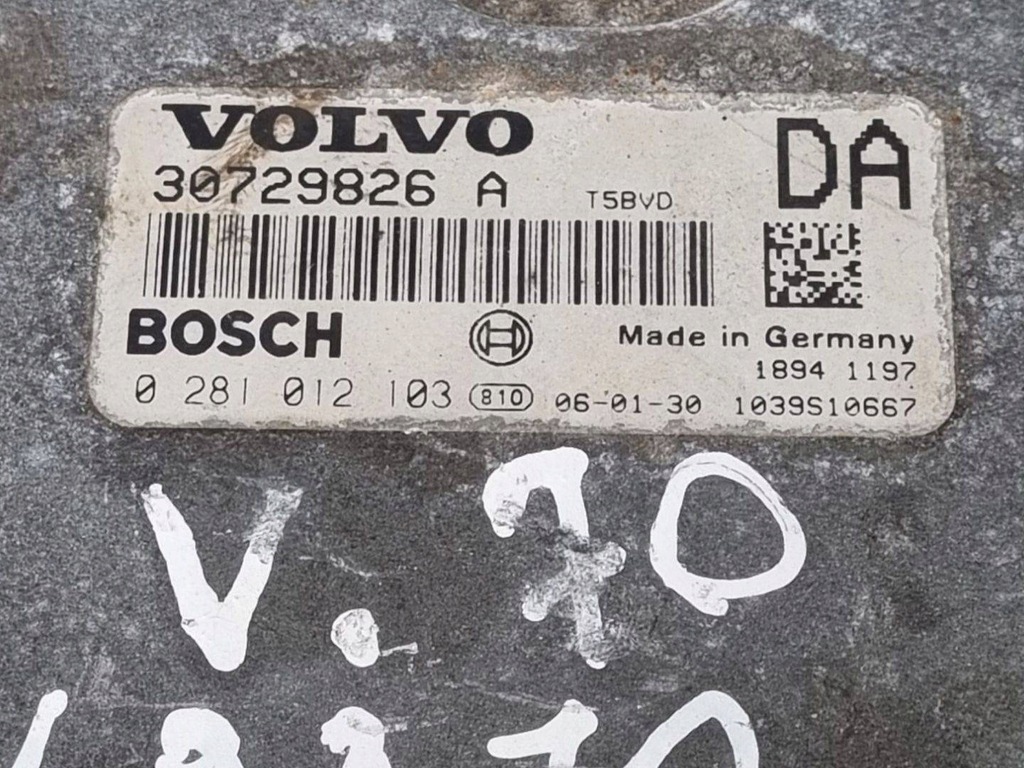 VOLVO
DA
30729826 A T5BVD
BOSCH Made in Germany
1894 1197
0 281 012 103 810 06-01-30 1039S10667
V.70